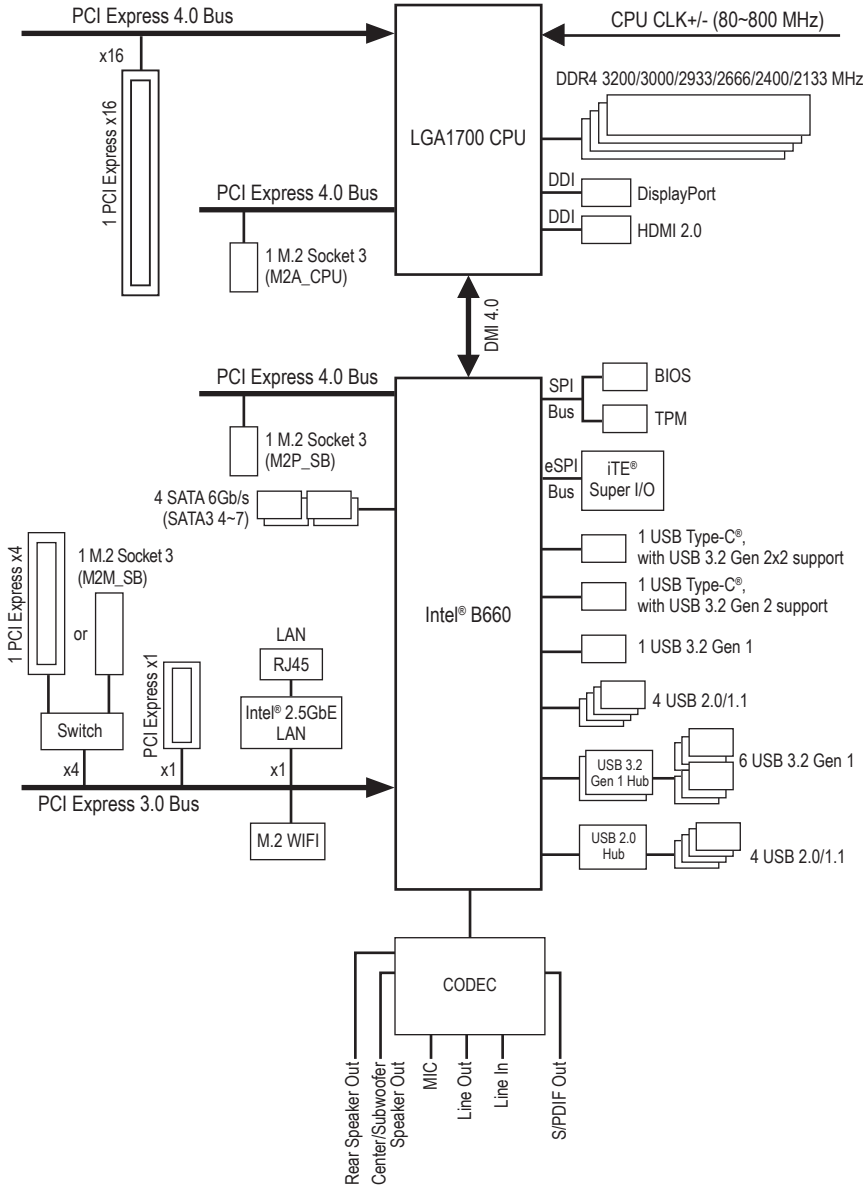 PCI Express 4.0 Bus
CPU CLK+/- (80~800 MHz)
x16
1 PCI Express x16
LGA1700 CPU
DDR4 3200/3000/2933/2666/2400/2133 MHz
PCI Express 4.0 Bus
1 M.2 Socket 3
(M2A_CPU)
DDI
DisplayPort
DDI
HDMI 2.0
DMI 4.0
PCI Express 4.0 Bus
1 M.2 Socket 3
(M2P_SB)
SPI
Bus
BIOS
TPM
4 SATA 6Gb/s
(SATA3 4~7)
eSPI
Bus
iTE®
Super I/O
1 PCI Express x4
1 M.2 Socket 3
(M2M_SB)
or
Switch
x4
PCI Express x1
x1
LAN
RJ45
Intel® 2.5GbE
LAN
x1
PCI Express 3.0 Bus
M.2 WIFI
Intel® B660
1 USB Type-C®,
with USB 3.2 Gen 2x2 support
1 USB Type-C®,
with USB 3.2 Gen 2 support
1 USB 3.2 Gen 1
4 USB 2.0/1.1
USB 3.2
Gen 1 Hub
6 USB 3.2 Gen 1
USB 2.0
Hub
4 USB 2.0/1.1
CODEC
Rear Speaker Out
Center/Subwoofer
Speaker Out
MIC
Line Out
Line In
S/PDIF Out